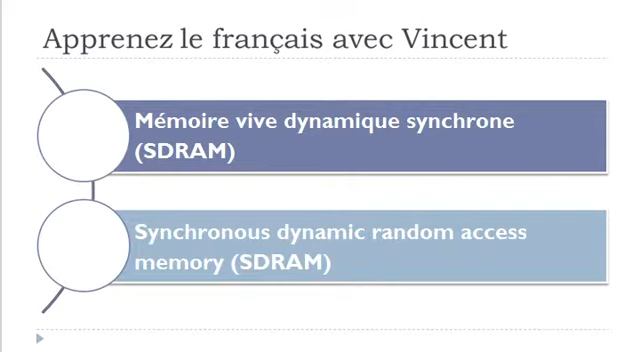 Apprenez le français avec Vincent
Mémoire vive dynamique synchrone
(SDRAM)
Synchronous dynamic random access
memory (SDRAM)